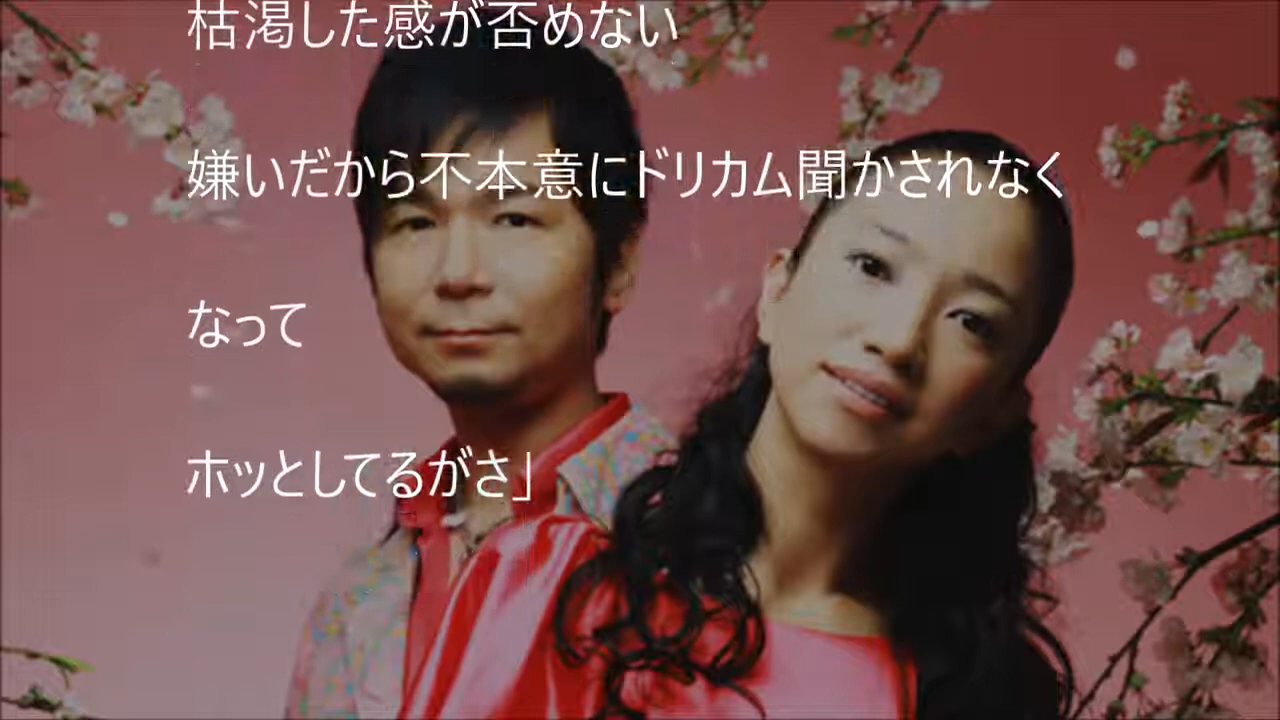 枯渇した感が否めない
嫌いだから不本意にドリカム聞かされなく
なって
ホッとしてるがさ」